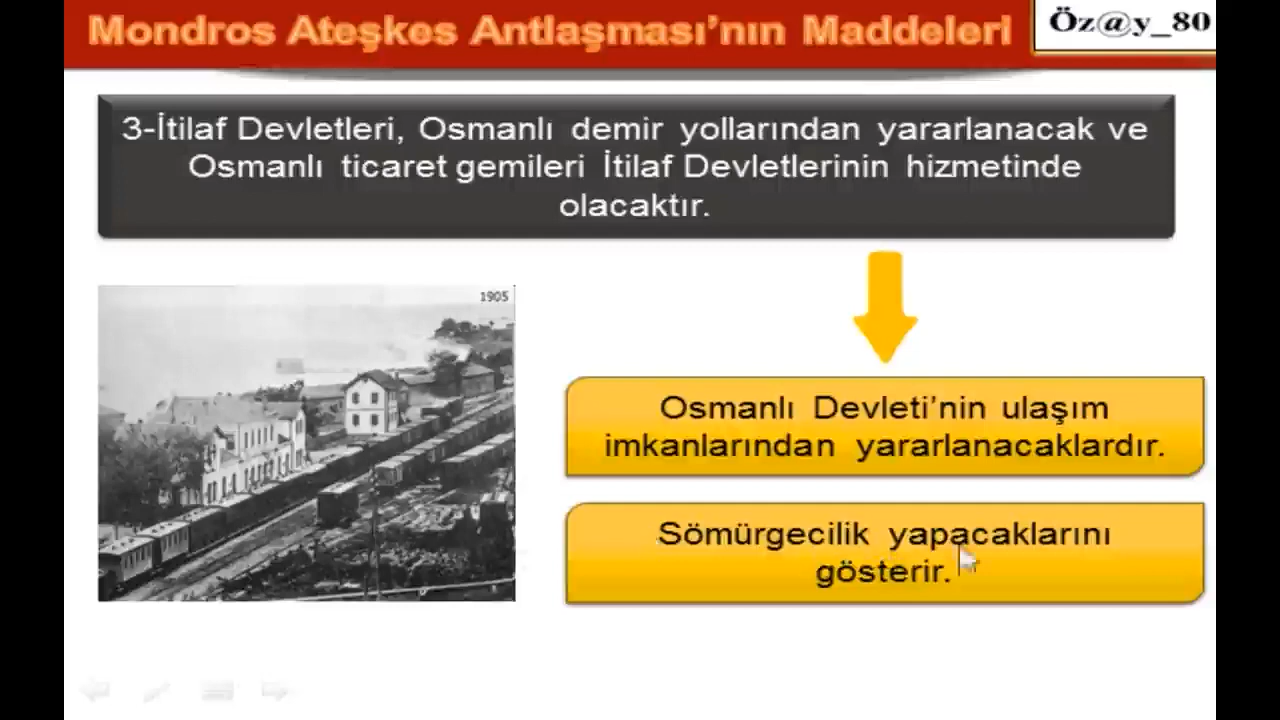 Mondros Ateşkes Antlaşması’nın Maddeleri
Öz@y_80
3-İtilaf Devletleri, Osmanlı demir yollarından yararlanacak ve
Osmanlı ticaret gemileri İtilaf Devletlerinin hizmetinde
olacaktır.
1905
Osmanlı Devleti’nin ulaşım
imkanlarından yararlanacaklardır.
Sömürgecilik yapacaklarını
gösterir.